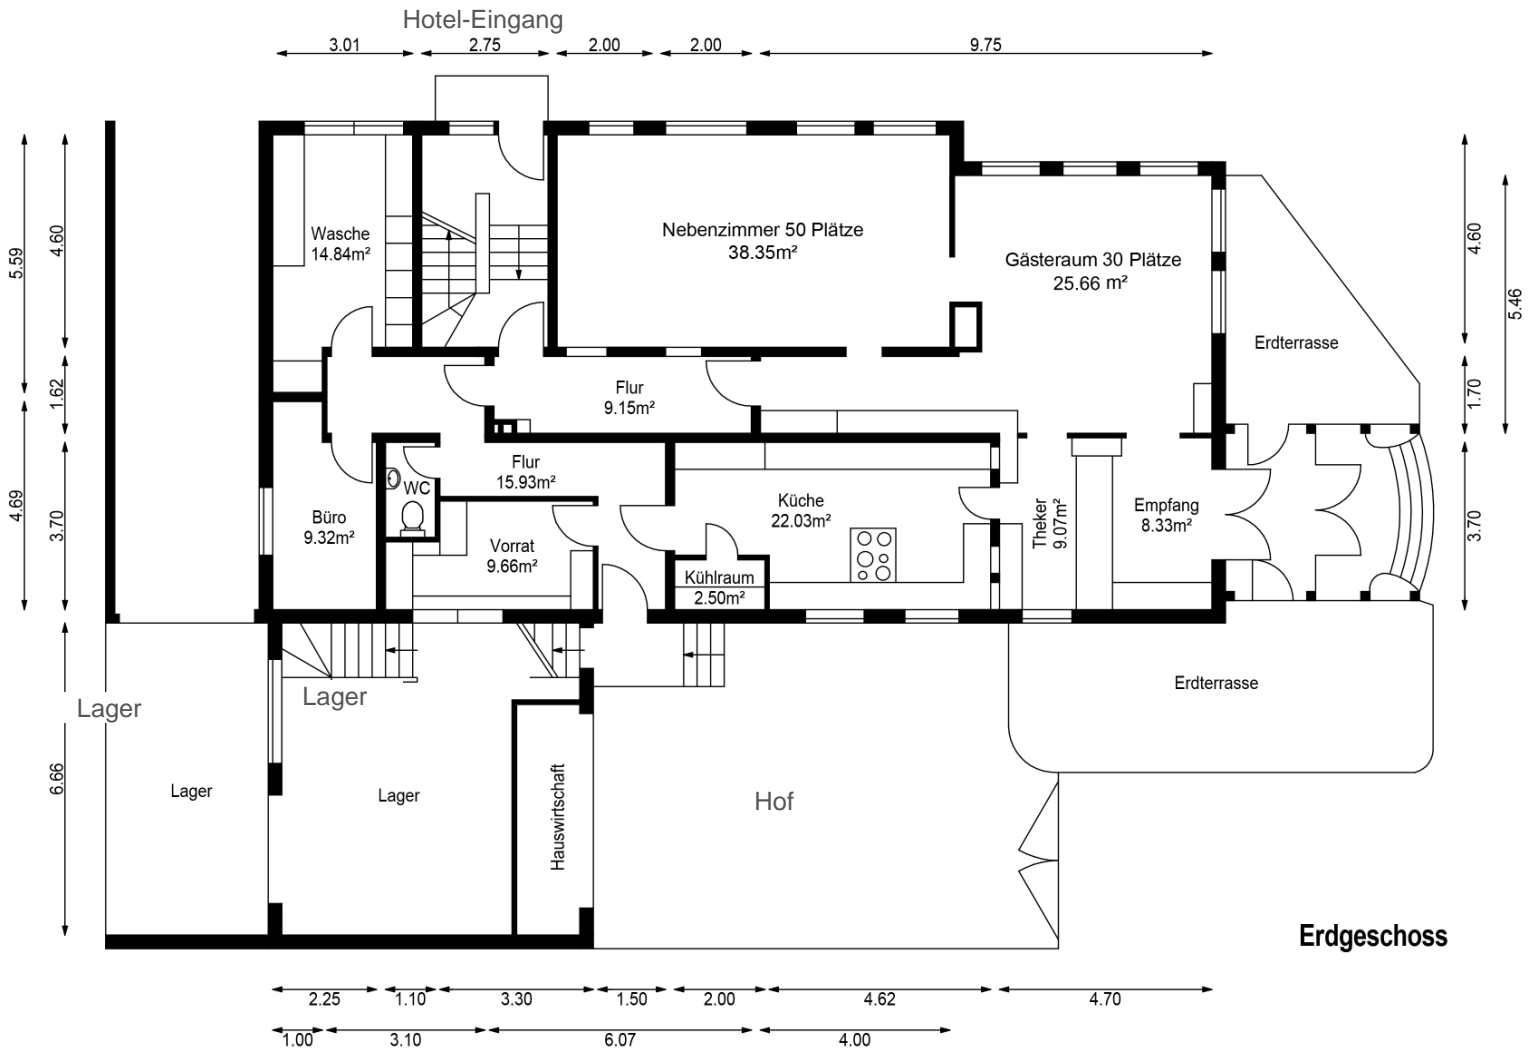 Hotel-Eingang
3.01
2.75
2.00
2.00
9.75
5.59
4.60
1.62
4.69
3.70
6.66
4.60
5.46
1.70
3.70
Wasche
14.84m²
Nebenzimmer 50 Plätze
38.35m²
Gästeraum 30 Plätze
25.66 m²
Erdterrasse
Flur
9.15m²
Flur
15.93m²
WC
Büro
9.32m²
Vorrat
9.66m²
Küche
22.03m²
Kühlraum
2.50m²
Theker
9.07m²
Empfang
8.33m²
Erdterrasse
Lager
Lager
Lager
Lager
Hauswirtschaft
Hof
Erdgeschoss
2.25
1.10
3.30
1.50
2.00
4.62
4.70
1.00
3.10
6.07
4.00